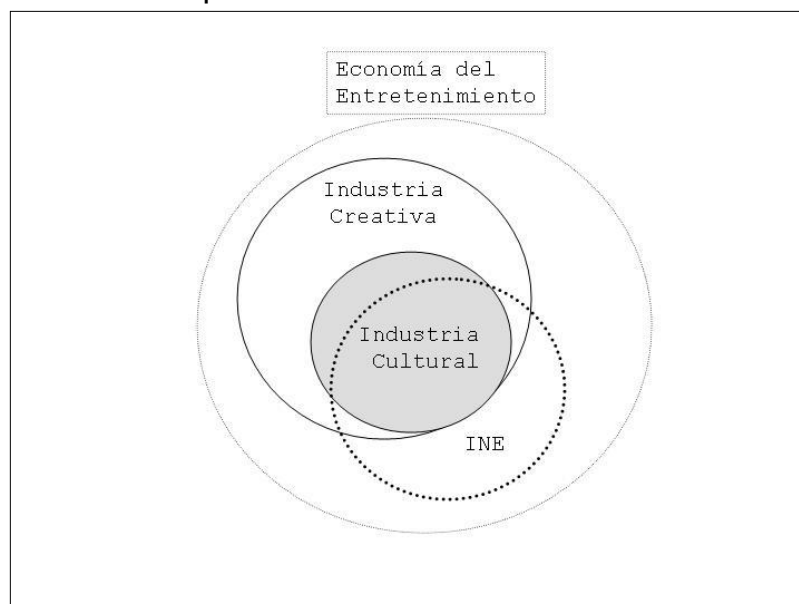 Economía del
Entretenimiento
Industria
Creativa
Industria
Cultural
INE